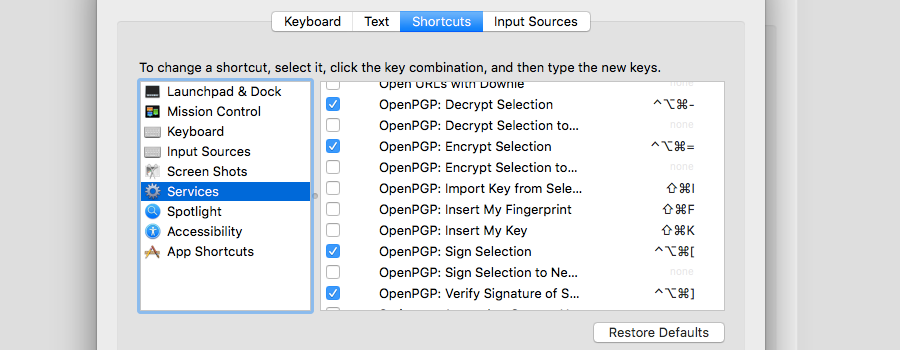 Keyboard Text Shortcuts Input Sources
To change a shortcut, select it, click the key combination, and then type the new keys.
Launchpad & Dock
Mission Control
Keyboard
Input Sources
Screen Shots
Services
Spotlight
Accessibility
App Shortcuts
Open URLs with Downie none
OpenPGP: Decrypt Selection ^⌥⌘-
OpenPGP: Decrypt Selection to... none
OpenPGP: Encrypt Selection ^⌥⌘=
OpenPGP: Encrypt Selection to... none
OpenPGP: Import Key from Sele... ⇧⌘I
OpenPGP: Insert My Fingerprint ⇧⌘F
OpenPGP: Insert My Key ⇧⌘K
OpenPGP: Sign Selection ^⌥⌘[
OpenPGP: Sign Selection to Ne... none
OpenPGP: Verify Signature of S... ^⌥⌘]
Restore Defaults